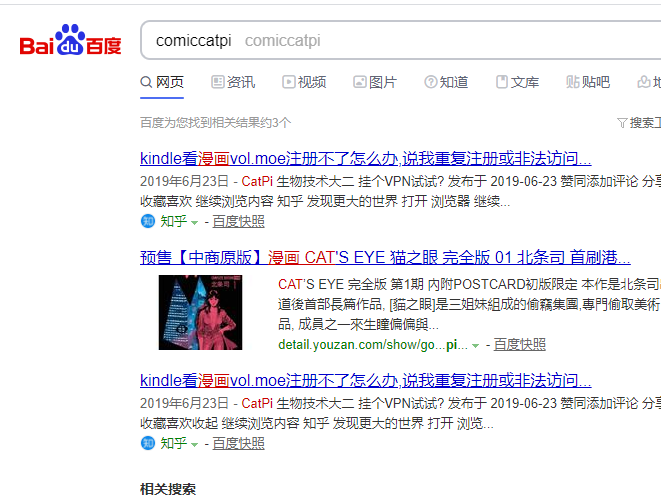 Bai du 百度
comiccatpi comiccatpi
网页 资讯 视频 图片 知道 文库 贴吧
百度为您找到相关结果约3个 搜索工
kindle看漫画vol.moe注册不了怎么办,说我重复注册或非法访问...
2019年6月23日 - CatPi 生物技术大二 挂个VPN试试? 发布于 2019-06-23 赞同添加评论 分享
收藏喜欢 继续浏览内容 知乎 发现更大的世界 打开 浏览器 继续...
知乎 - 百度快照
预售【中商原版】漫画 CAT'S EYE 猫之眼 完全版 01 北条司 首刷港...
北条司
CAT'S EYE 完全版 第1期 內附POSTCARD初版限定 本作是北条司出
道後首部長篇作品, [貓之眼]是三姐妹组成的偷竊集團,專門偷取美術
品, 成員之一來生瞳偏偏與...
detail.youzan.com/show/go...pi... - 百度快照
kindle看漫画vol.moe注册不了怎么办,说我重复注册或非法访问...
2019年6月23日 - CatPi 生物技术大二 挂个VPN试试? 发布于 2019-06-23 赞同添加评论 分享
收藏喜欢收起 继续浏览内容 知乎 发现更大的世界 打开 浏览...
知乎 - 百度快照
相关搜索